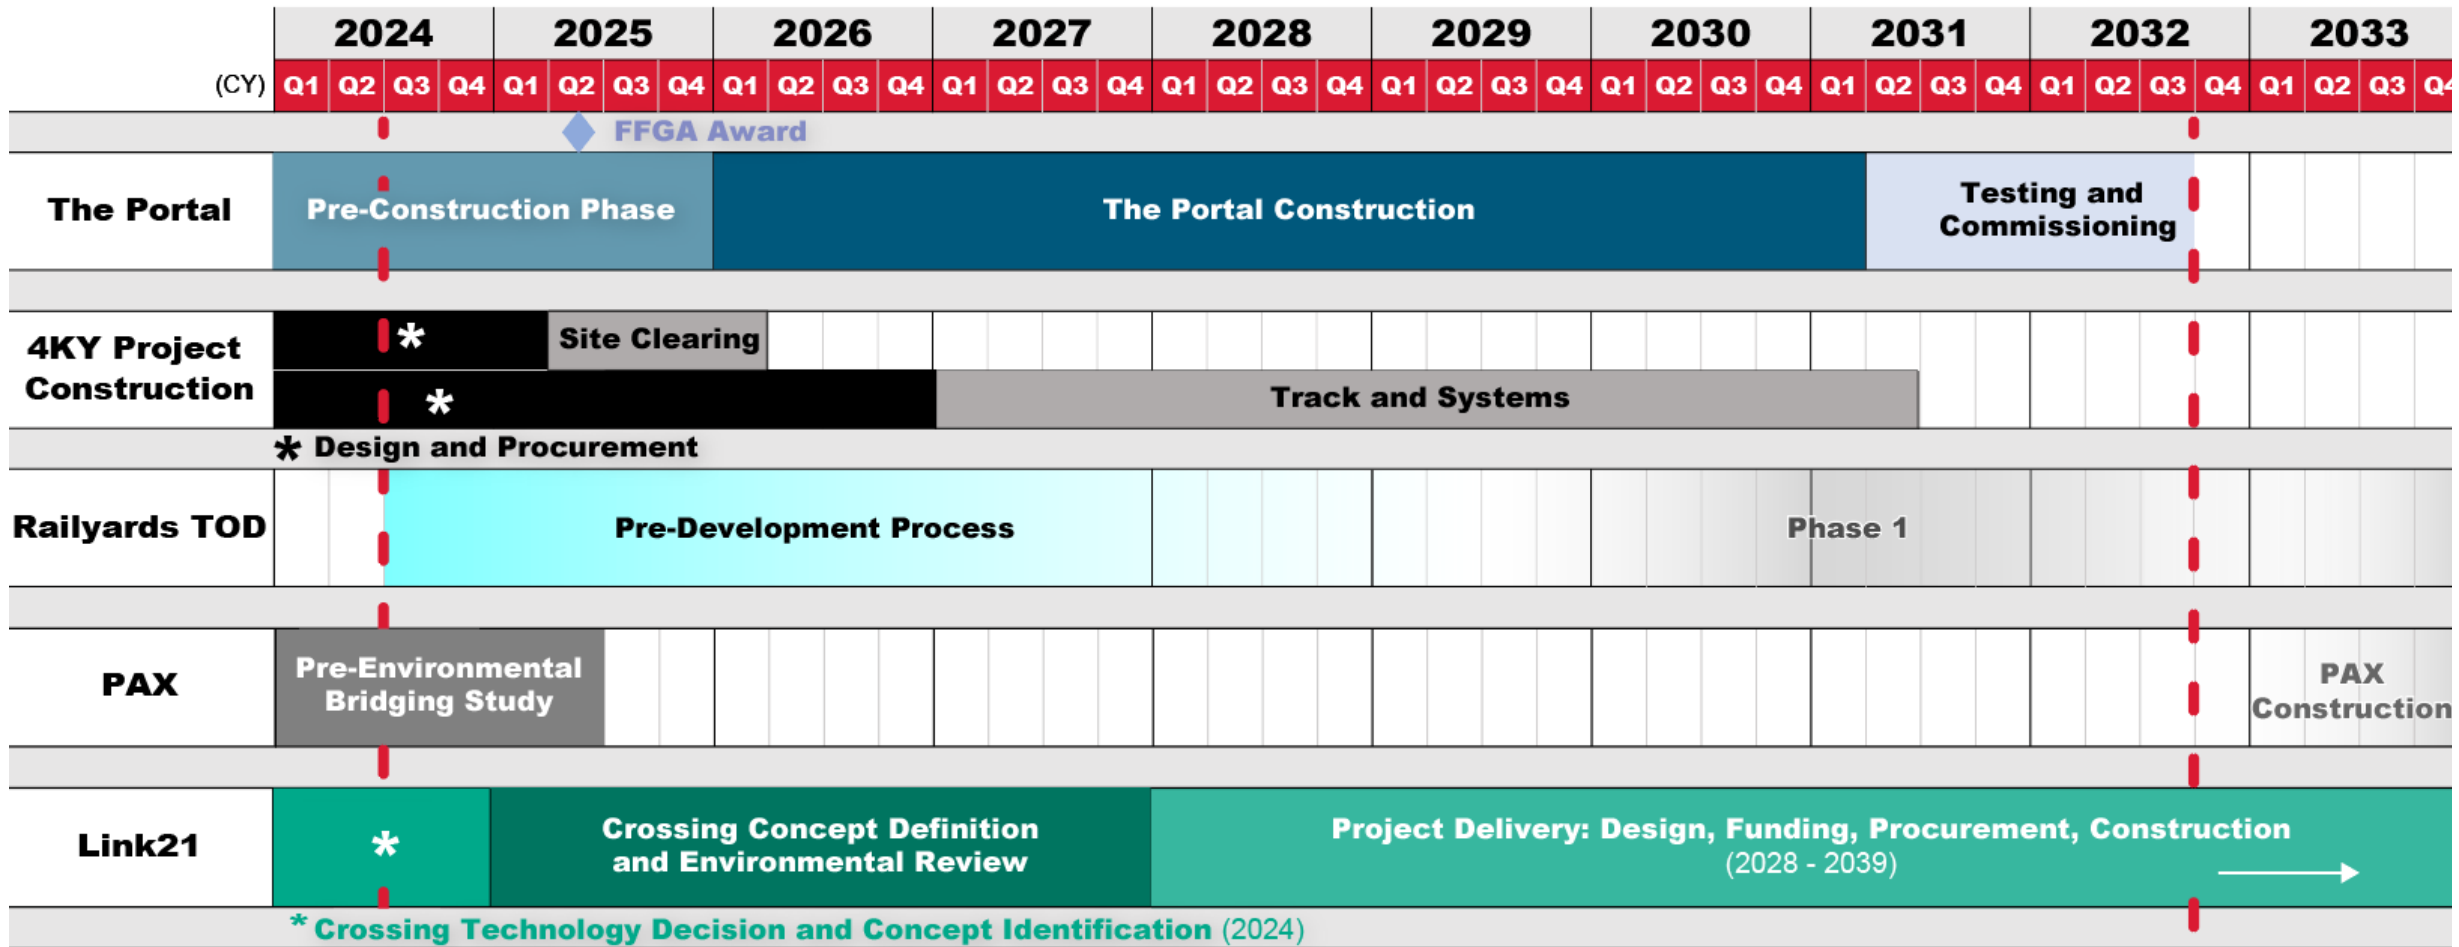 2024 2025 2026 2027 2028 2029 2030 2031 2032 2033
(CY) Q1 Q2 Q3 Q4 Q1 Q2 Q3 Q4 Q1 Q2 Q3 Q4 Q1 Q2 Q3 Q4 Q1 Q2 Q3 Q4 Q1 Q2 Q3 Q4 Q1 Q2 Q3 Q4 Q1 Q2 Q3 Q4 Q1 Q2 Q3 Q4 Q1 Q2 Q3 Q4
FFGA Award
The Portal
Pre-Construction Phase
The Portal Construction
Testing and
Commissioning
4KY Project
Construction
*
Site Clearing
*
Track and Systems
* Design and Procurement
Railyards TOD
Pre-Development Process
Phase 1
PAX
Pre-Environmental
Bridging Study
PAX
Construction
Link21
*
Crossing Concept Definition
and Environmental Review
Project Delivery: Design, Funding, Procurement, Construction
(2028 - 2039)
* Crossing Technology Decision and Concept Identification (2024)